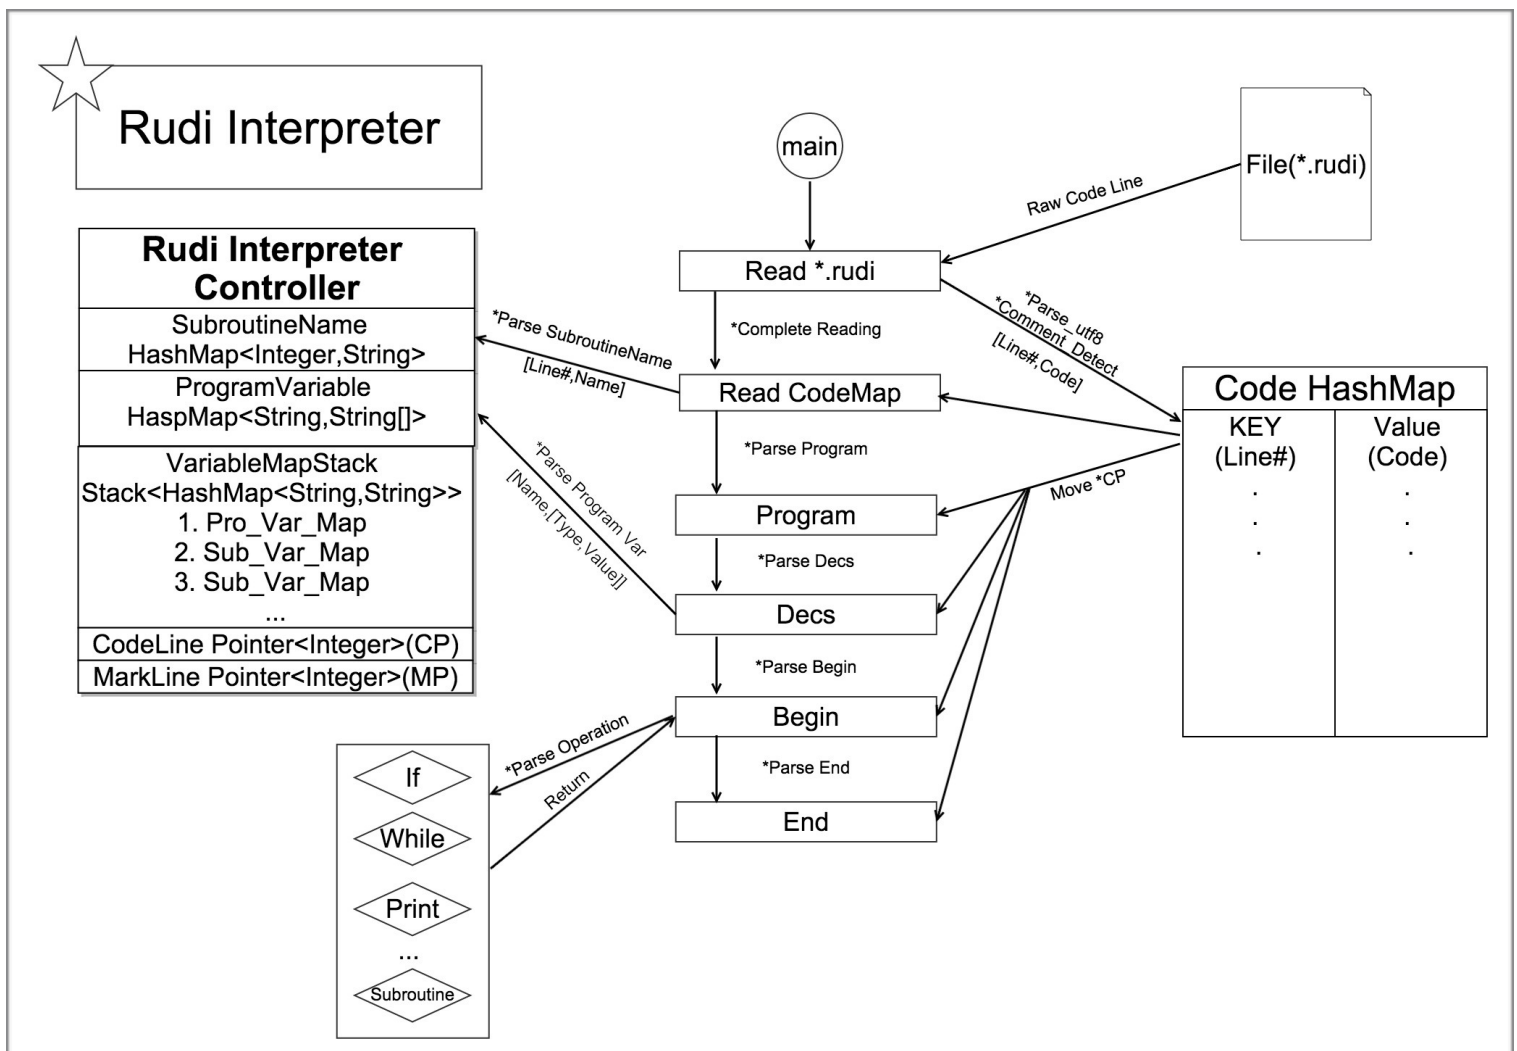 Rudi Interpreter
main
File(*.rudi)
Raw Code Line
Rudi Interpreter
Controller
SubroutineName
HashMap<Integer,String>
ProgramVariable
HaspMap<String,String[]>
VariableMapStack
Stack<HashMap<String,String>>
1. Pro_Var_Map
2. Sub_Var_Map
3. Sub_Var_Map
...
CodeLine Pointer<Integer>(CP)
MarkLine Pointer<Integer>(MP)
Read *.rudi
*Complete Reading
*Parse_utf8
*Comment_Detect
[Line#,Code]
*Parse SubroutineName
[Line#,Name]
Read CodeMap
*Parse Program
*Parse Program Var
[Name,[Type,Value]]
Program
*Parse Decs
Decs
*Parse Begin
Begin
*Parse End
End
Move *CP
Code HashMap
KEY
(Line#)
.
.
.
Value
(Code)
.
.
.
*Parse Operation
Return
If
While
Print
...
Subroutine